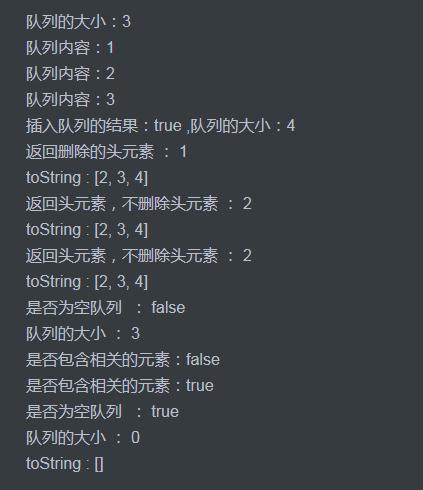 队列的大小：3
队列内容：1
队列内容：2
队列内容：3
插入队列的结果：true ,队列的大小：4
返回删除的头元素 ： 1
toString : [2, 3, 4]
返回头元素，不删除头元素 ： 2
toString : [2, 3, 4]
返回头元素，不删除头元素 ： 2
toString : [2, 3, 4]
是否为空队列 ： false
队列的大小 ： 3
是否包含相关的元素：false
是否包含相关的元素：true
是否为空队列 ： true
队列的大小 ： 0
toString : []